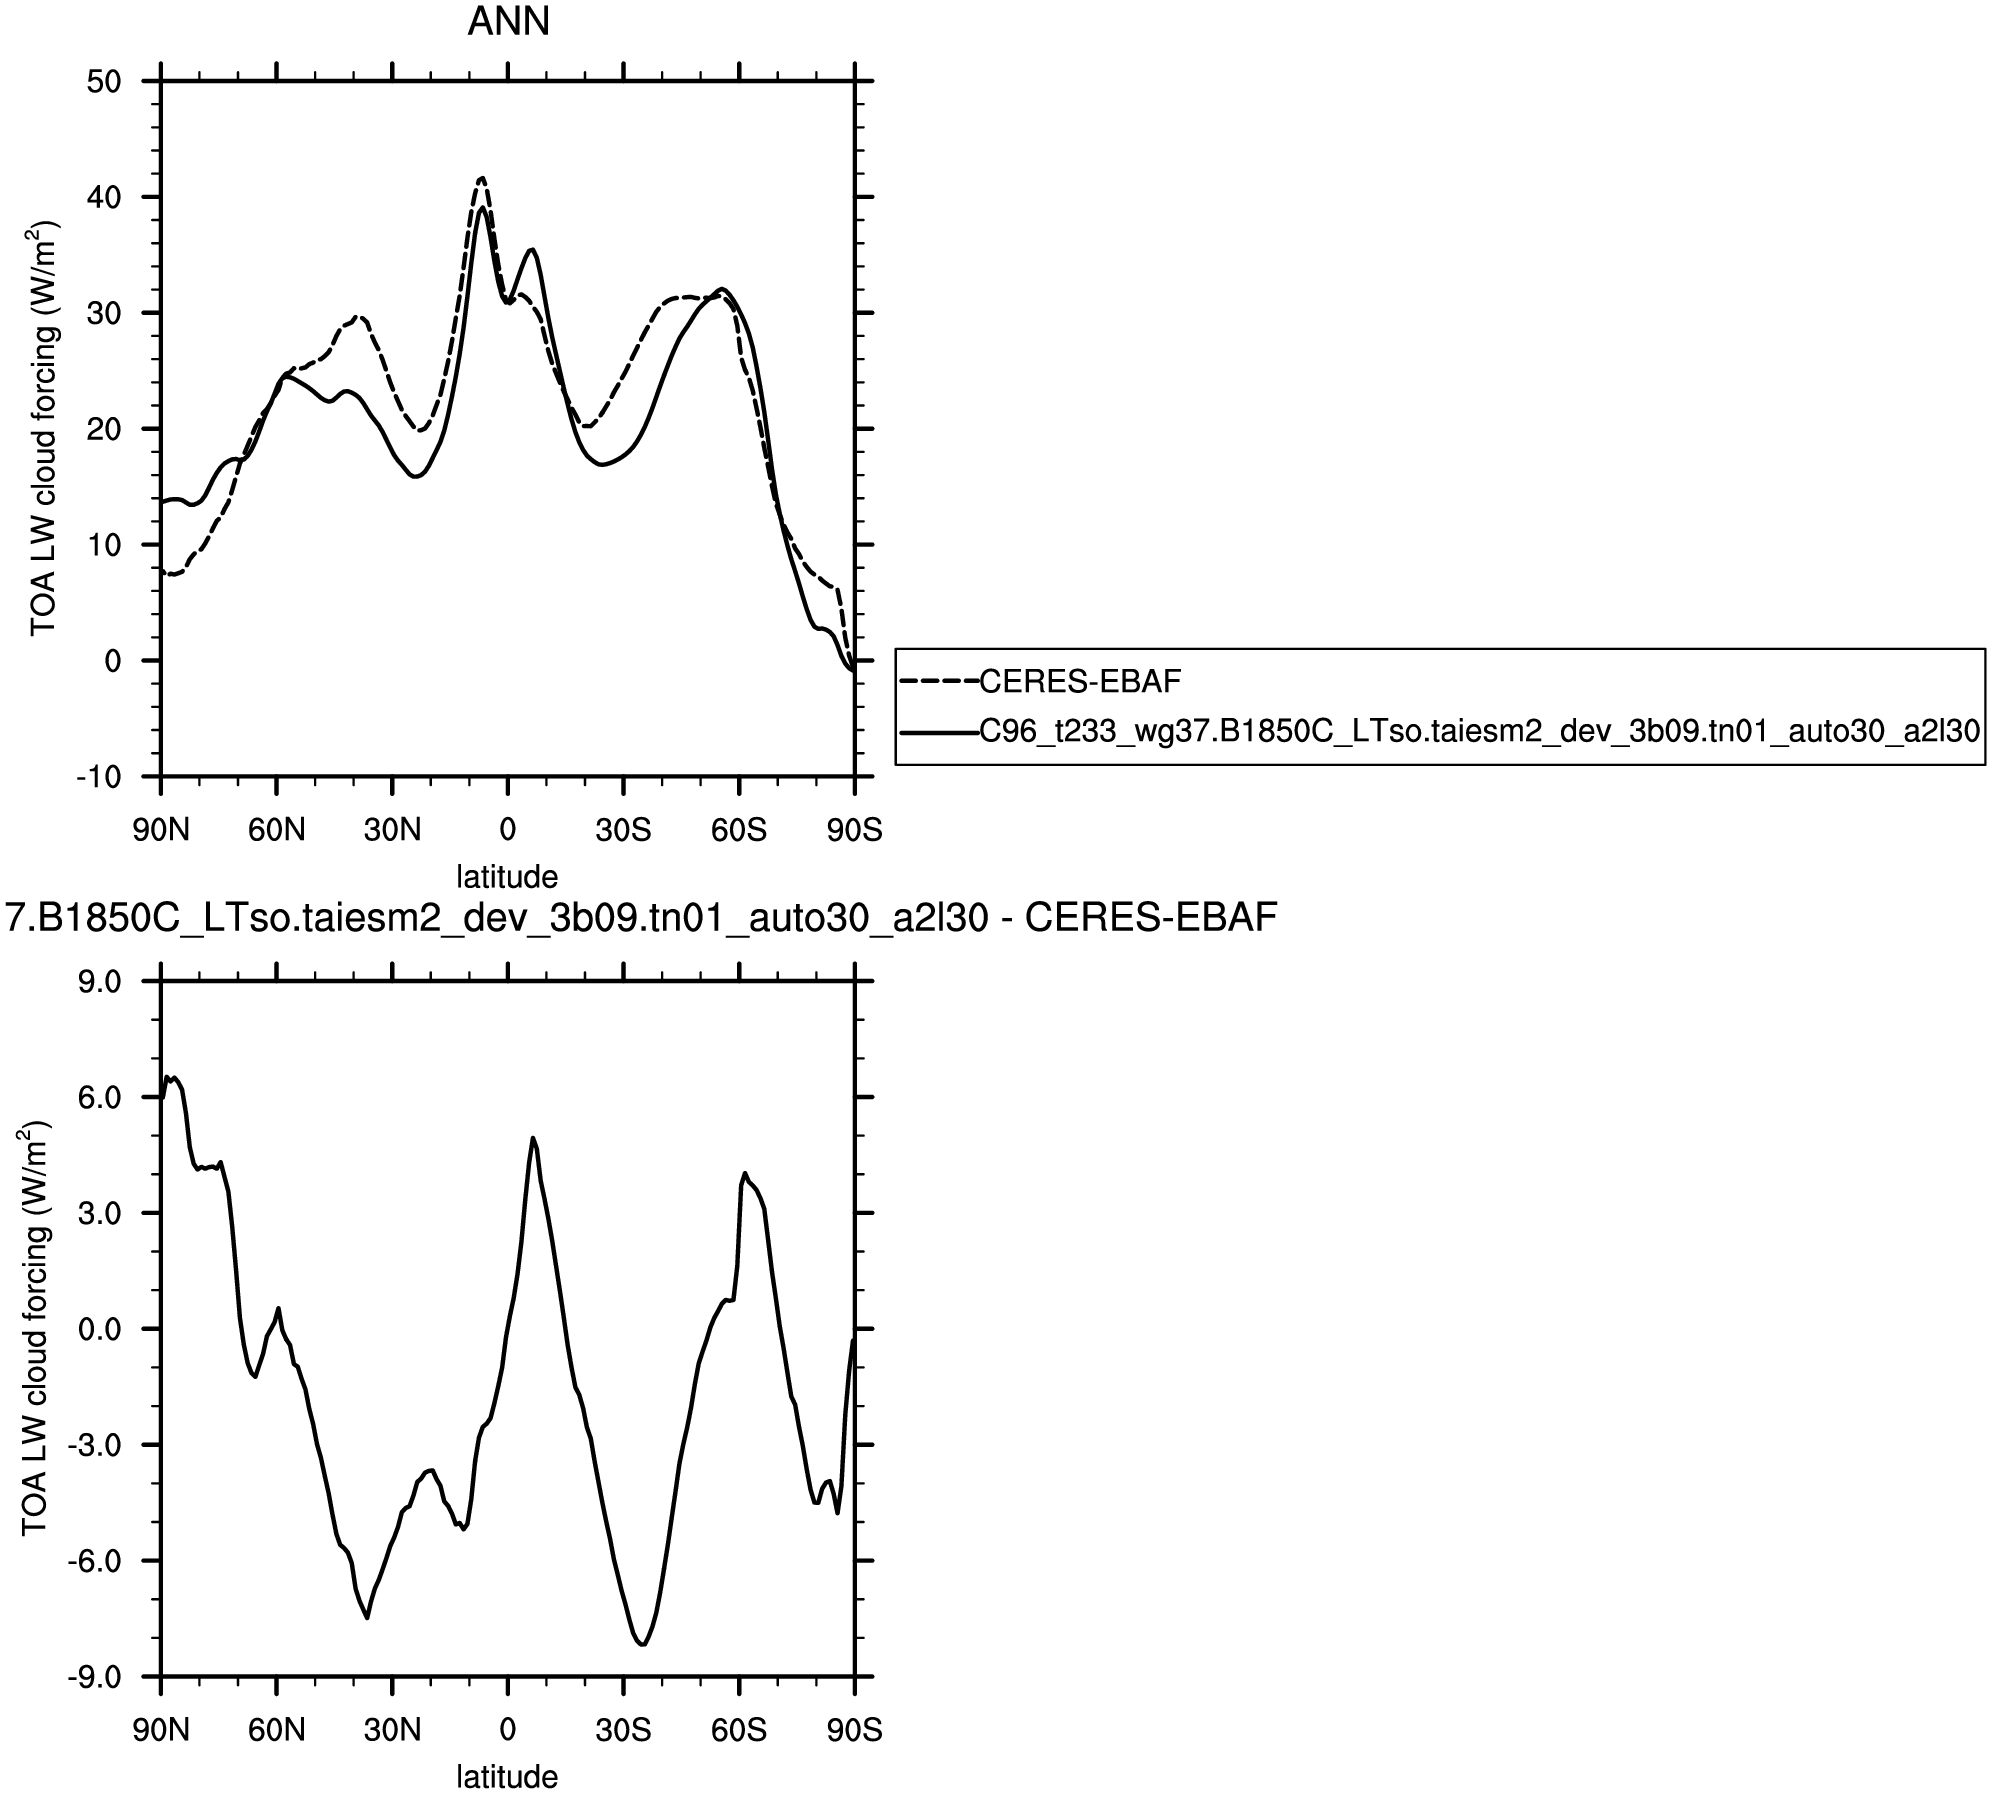 ANN
50
40
30
20
10
0
-10
TOA LW cloud forcing (W/m2)
90N 60N 30N 0 30S 60S 90S
latitude
CERES-EBAF
C96_t233_wg37.B1850C_LTso.taiesm2_dev_3b09.tn01_auto30_a2l30
7.B1850C_LTso.taiesm2_dev_3b09.tn01_auto30_a2l30 - CERES-EBAF
9.0
6.0
3.0
0.0
-3.0
-6.0
-9.0
TOA LW cloud forcing (W/m2)
90N 60N 30N 0 30S 60S 90S
latitude